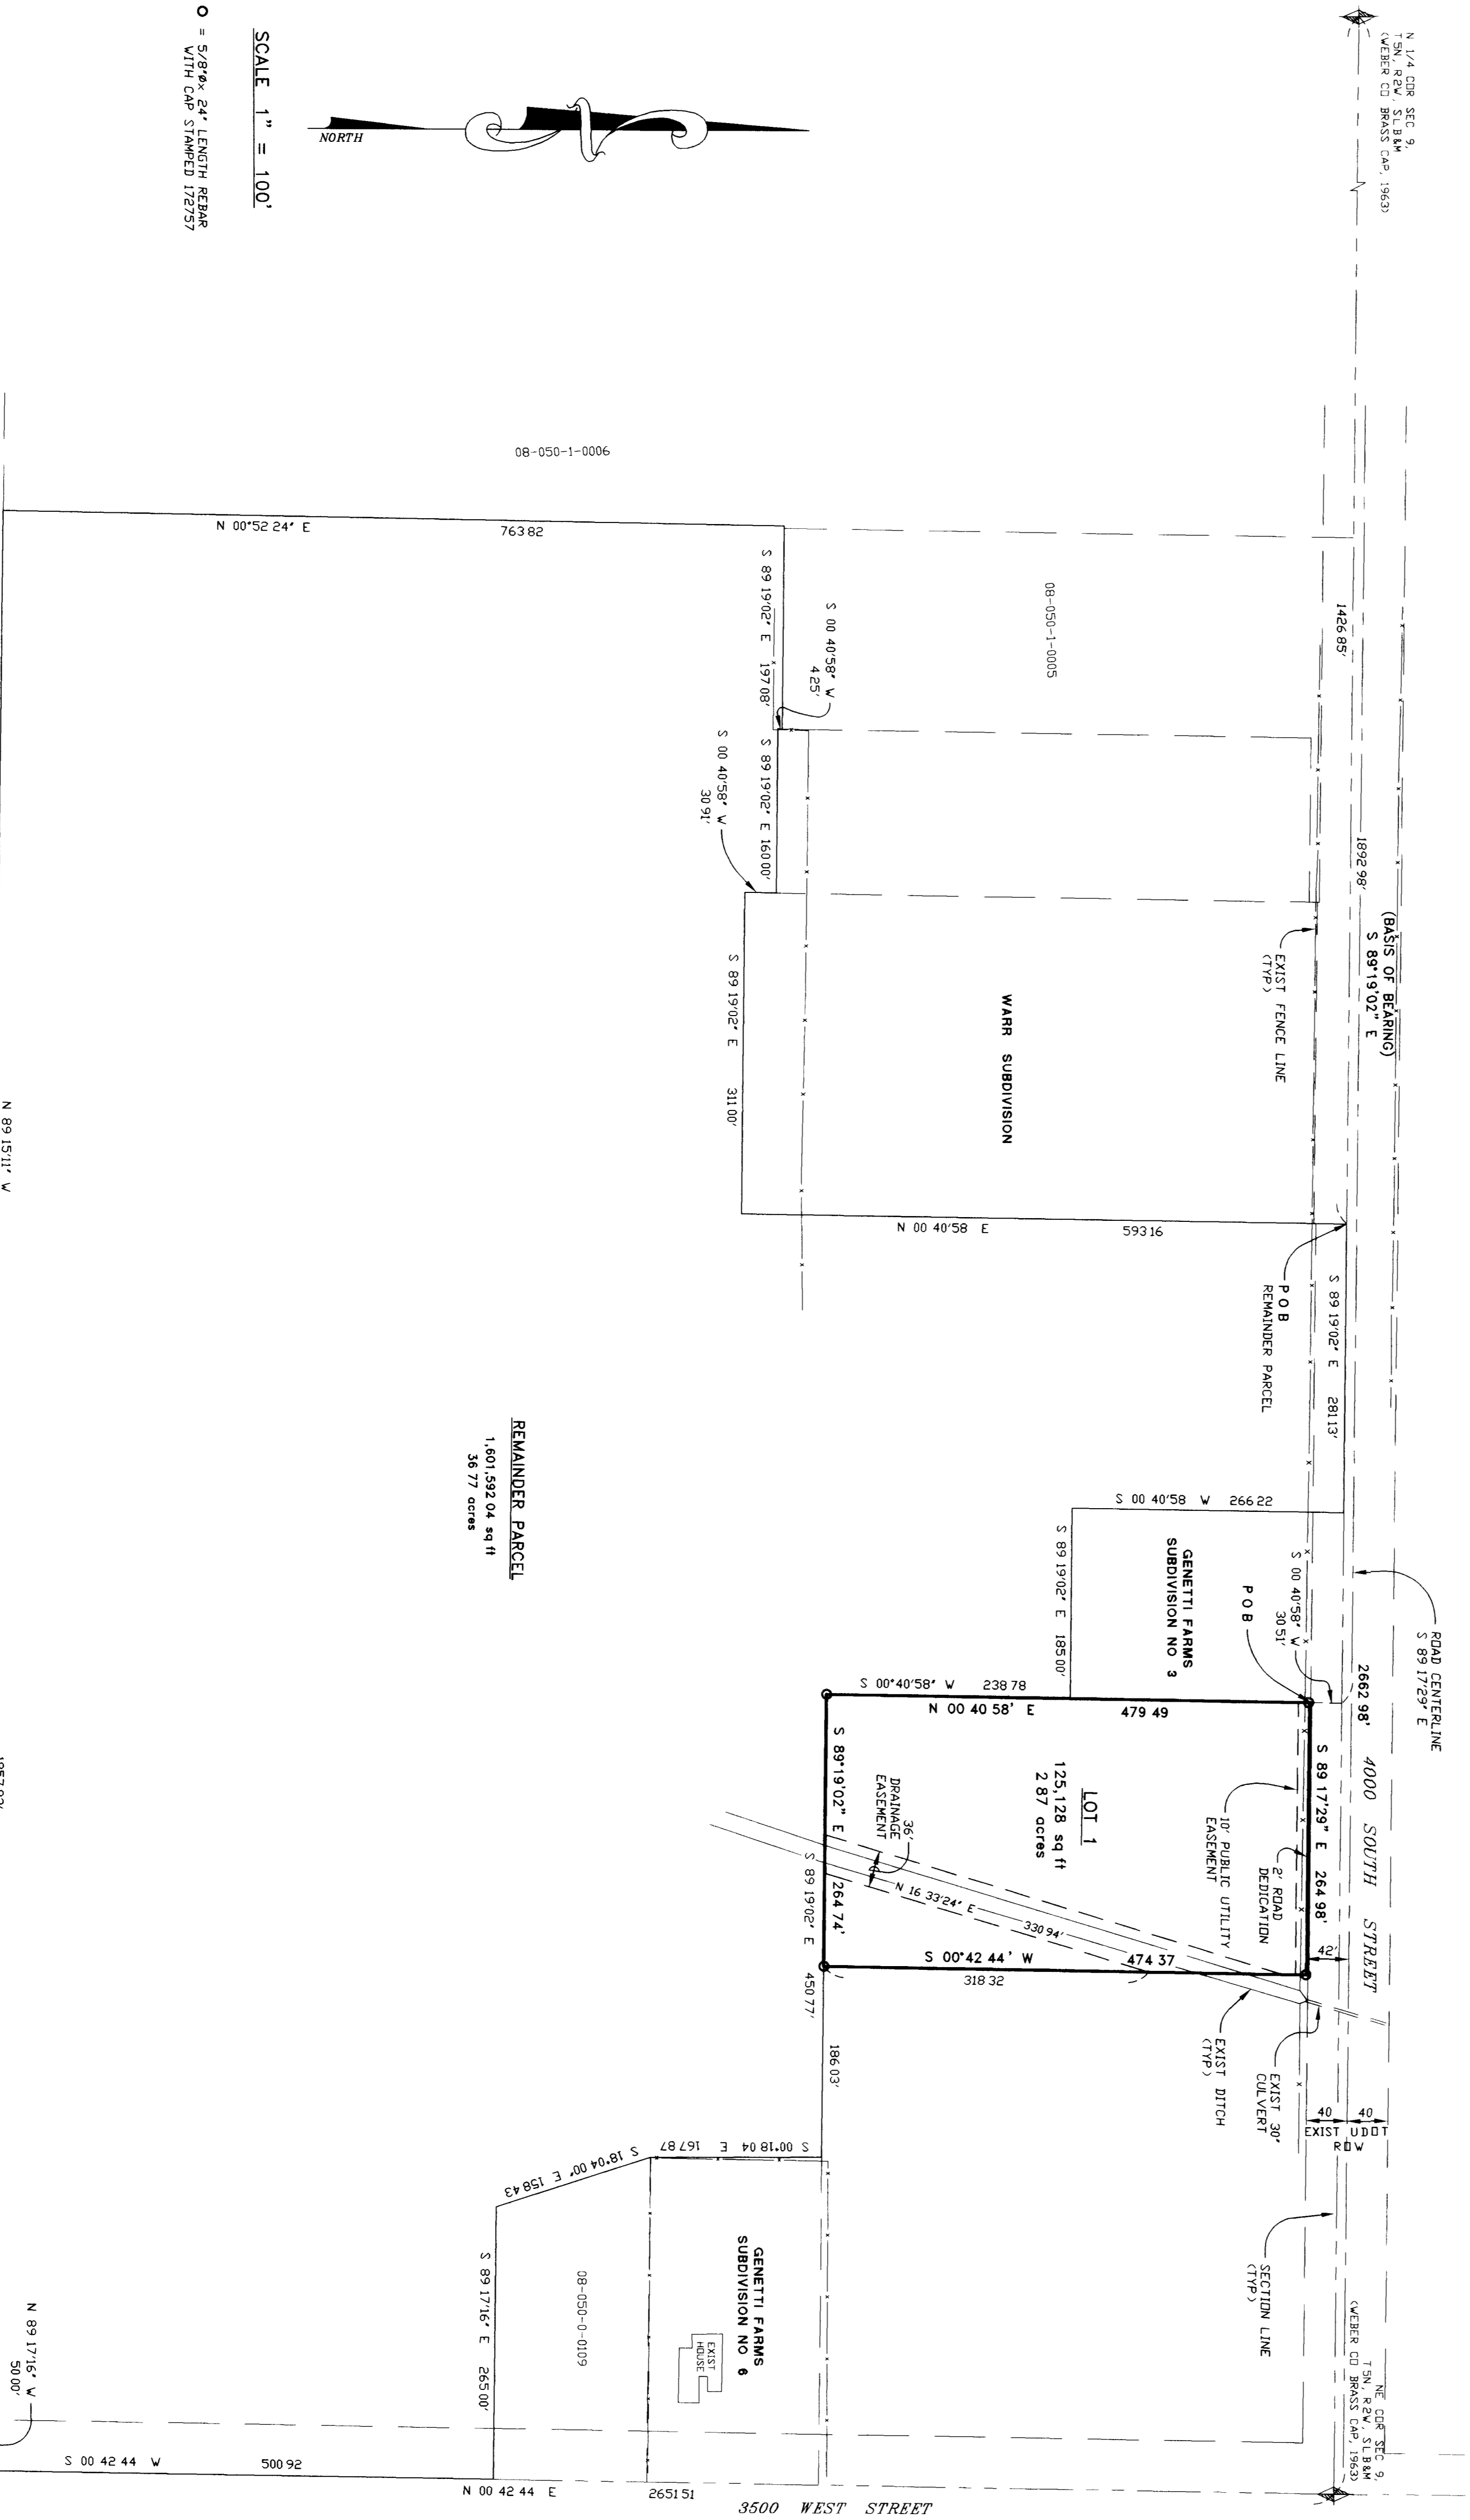 N 1/4 COR SEC 9,
T 5N, R 2W, S L B & M
(WEBER CO BRASS CAP, 1963)
NORTH
SCALE 1" = 100'
O = 5/8"Ø x 24" LENGTH REBAR
WITH CAP STAMPED 172757
08-050-1-0006
N 00°52 24" E
763 82
S 89 19'02" E 197 08'
S 00 40'58" W
4 25'
S 89 19'02" E 160 00'
S 00 40'58" W
30 91'
S 89 19'02" E 311 00'
08-050-1-0005
1426 85'
1892 98'
(BASIS OF BEARING)
S 89°19'02" E
EXIST FENCE LINE
(TYP)
WARR SUBDIVISION
N 00 40'58 E
593 16
P O B
REMAINDER PARCEL
S 89 19'02" E 281 13'
N 89 15'11" W
REMAINDER PARCEL
1,601,592 04 sq ft
36 77 acres
S 00 40'58 W 266 22
S 89 19'02" E 185 00'
GENETTI FARMS
SUBDIVISION NO 3
P O B
S 00 40'58" W
30 51'
ROAD CENTERLINE
S 89 17'29" E
2662 98'
4000 SOUTH STREET
S 89 17'29" E 264 98'
2' ROAD
DEDICATION
10' PUBLIC UTILITY
EASEMENT
42'
S 00°40'58" W 238 78
N 00 40 58' E 479 49
LOT 1
125,128 sq ft
2 87 acres
36'
DRAINAGE
EASEMENT
N 16 33'24" E
330 94'
S 89°19'02" E 264 74'
S 89 19'02" E 450 77'
S 00°42 44' W 474 37
318 32
186 03'
EXIST DITCH
(TYP)
EXIST 30"
CULVERT
40 40
EXIST UDOT
ROW
SECTION LINE
(TYP)
S 00°18 04 E 167 87
S 18°04 00" E 158 43
GENETTI FARMS
SUBDIVISION NO 6
EXIST
HOUSE
08-050-0-0109
S 89 17'16" E 265 00'
NE COR SEC 9,
T 5N, R 2W, S L B & M
(WEBER CO BRASS CAP, 1963)
N 89 17'16" W
50 00'
S 00 42 44 W
500 92
N 00 42 44 E
2651 51
3500 WEST STREET